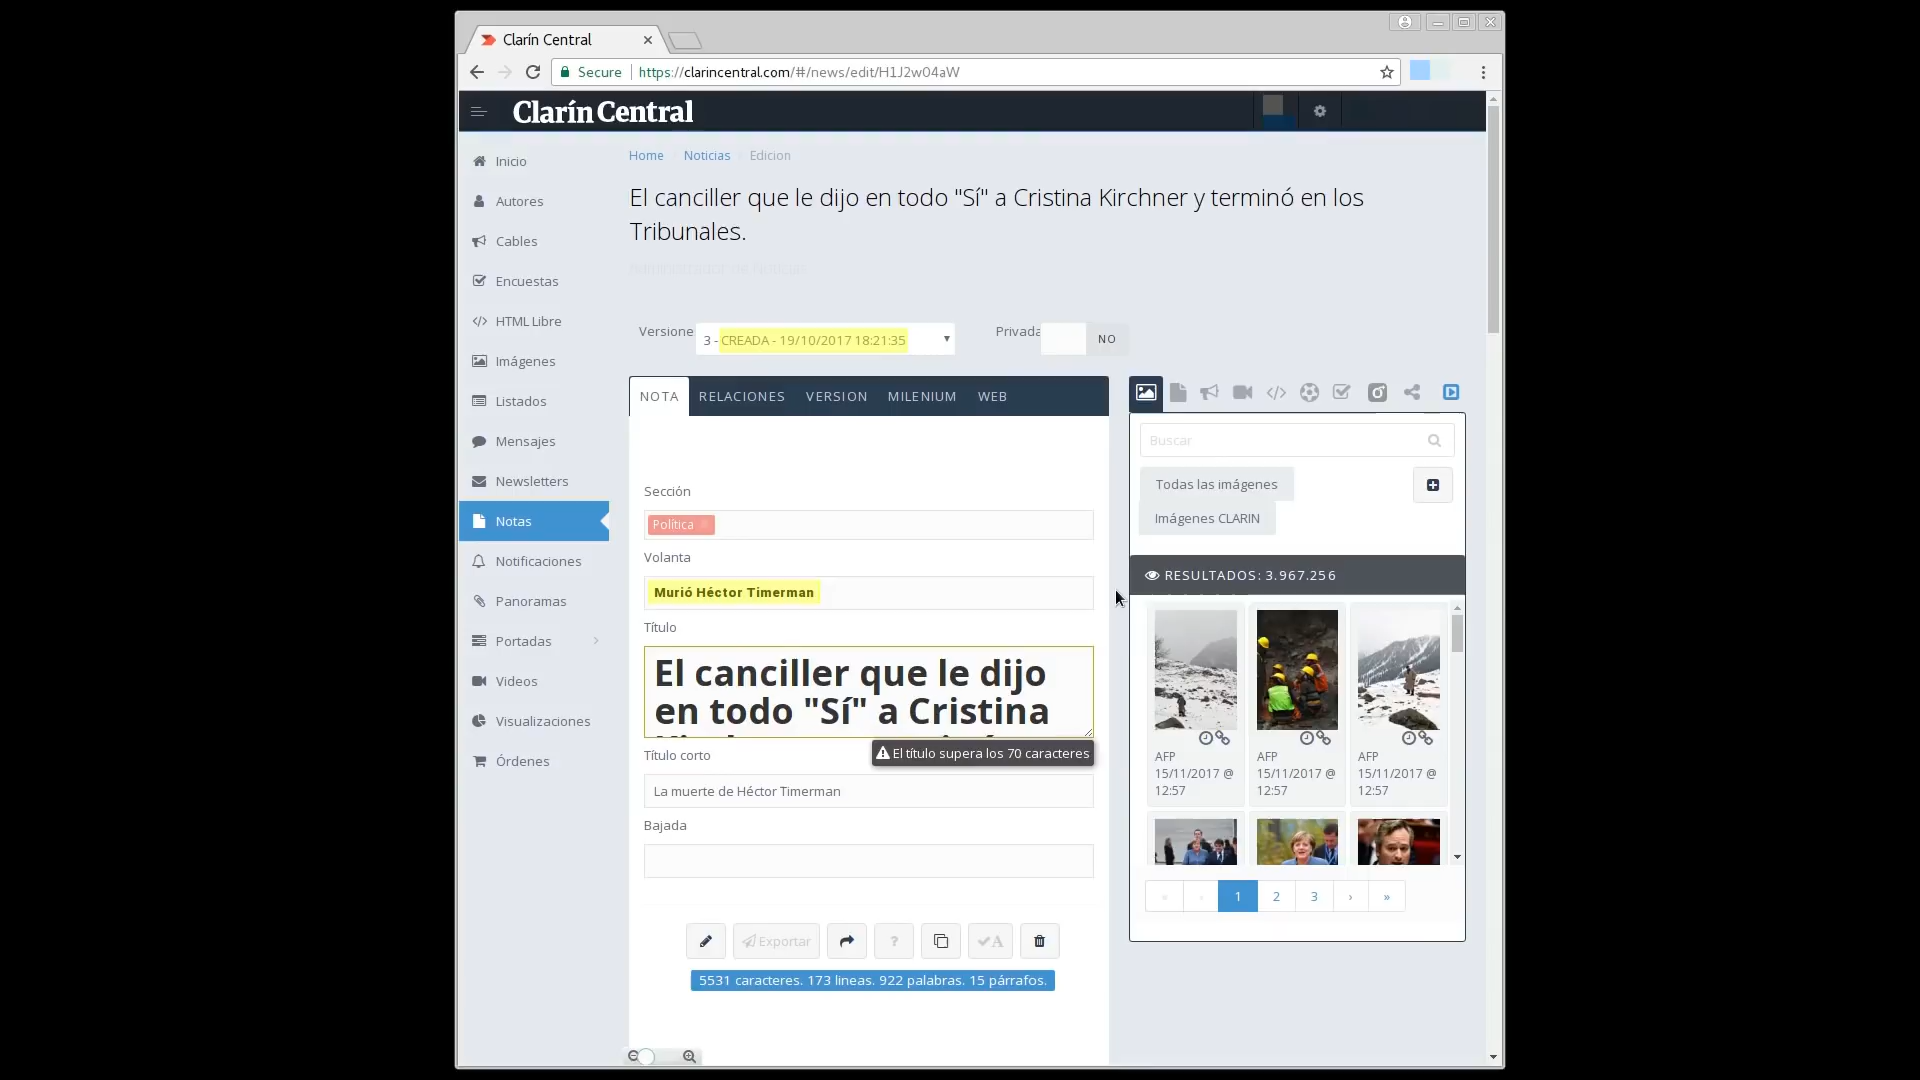 Clarín Central
Secure
https://clarincentral.com/#/news/edit/H1J2w04aW
Clarín Central
Inicio
Autores
Cables
Encuestas
HTML Libre
Imágenes
Listados
Mensajes
Newsletters
Notas
Notificaciones
Panoramas
Portadas
Videos
Visualizaciones
Órdenes
Home
Noticias
Edicion
El canciller que le dijo en todo "Sí" a Cristina Kirchner y terminó en los
Tribunales.
Administrador de Noticias
Versione
3 - CREADA - 19/10/2017 18:21:35
Privada
NO
NOTA
RELACIONES
VERSION
MILENIUM
WEB
Sección
Política
Volanta
Murió Héctor Timerman
Título
El canciller que le dijo
en todo "Sí" a Cristina
El título supera los 70 caracteres
Título corto
La muerte de Héctor Timerman
Bajada
Exportar
?
A
5531 caracteres. 173 lineas. 922 palabras. 15 párrafos.
Buscar
Todas las imágenes
Imágenes CLARIN
RESULTADOS: 3.967.256
AFP
15/11/2017 @
12:57
AFP
15/11/2017 @
12:57
AFP
15/11/2017 @
12:57
« ‹ 1 2 3 › »